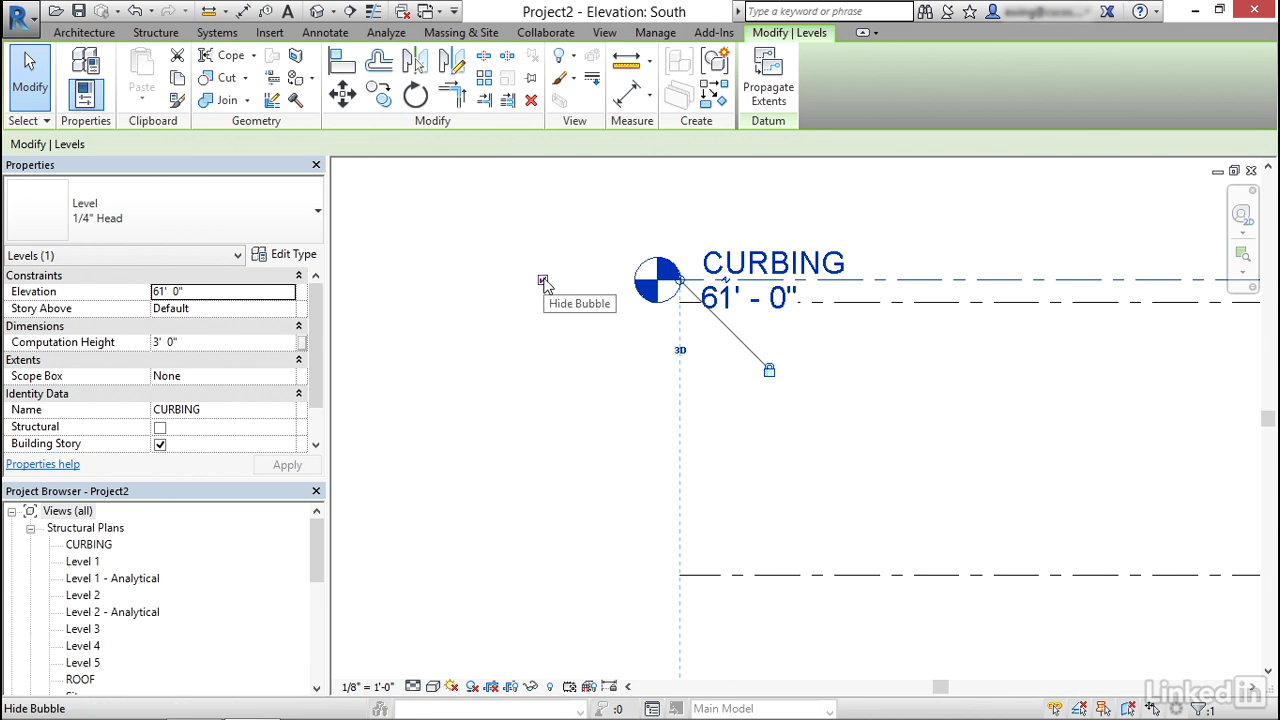 Project2 - Elevation: South
Type a keyword or phrase
Architecture Structure Systems Insert Annotate Analyze Massing & Site Collaborate View Manage Add-Ins Modify | Levels
Modify
Paste
Cope
Cut
Join
Propagate
Extents
Select Properties Clipboard Geometry Modify View Measure Create Datum
Modify | Levels
Properties
Level
1/4" Head
Levels (1)
Edit Type
Constraints
Elevation 61' 0"
Story Above Default
Dimensions
Computation Height 3' 0"
Extents
Scope Box None
Identity Data
Name CURBING
Structural
Building Story
Properties help
Apply
Project Browser - Project2
Views (all)
Structural Plans
CURBING
Level 1
Level 1 - Analytical
Level 2
Level 2 - Analytical
Level 3
Level 4
Level 5
ROOF
CURBING
61' - 0"
Hide Bubble
3D
2D
1/8" = 1'-0"
Hide Bubble
:0
Main Model
:1
LinkedIn